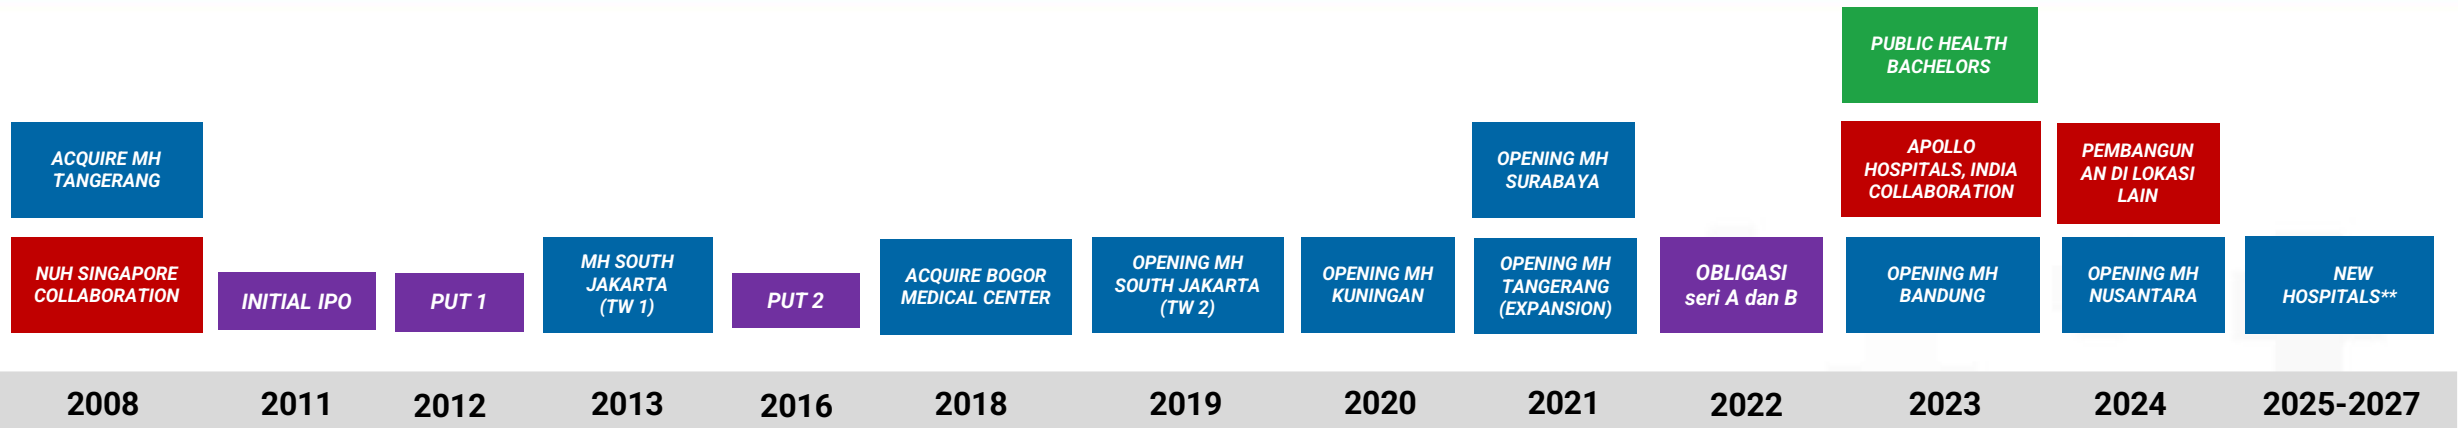 PUBLIC HEALTH
BACHELORS
ACQUIRE MH
TANGERANG
OPENING MH
SURABAYA
APOLLO
HOSPITALS, INDIA
COLLABORATION
PEMBANGUN
AN DI LOKASI
LAIN
NUH SINGAPORE
COLLABORATION
INITIAL IPO
PUT 1
MH SOUTH
JAKARTA
(TW 1)
PUT 2
ACQUIRE BOGOR
MEDICAL CENTER
OPENING MH
SOUTH JAKARTA
(TW 2)
OPENING MH
KUNINGAN
OPENING MH
TANGERANG
(EXPANSION)
OBLIGASI
seri A dan B
OPENING MH
BANDUNG
OPENING MH
NUSANTARA
NEW
HOSPITALS**
2008
2011
2012
2013
2016
2018
2019
2020
2021
2022
2023
2024
2025-2027